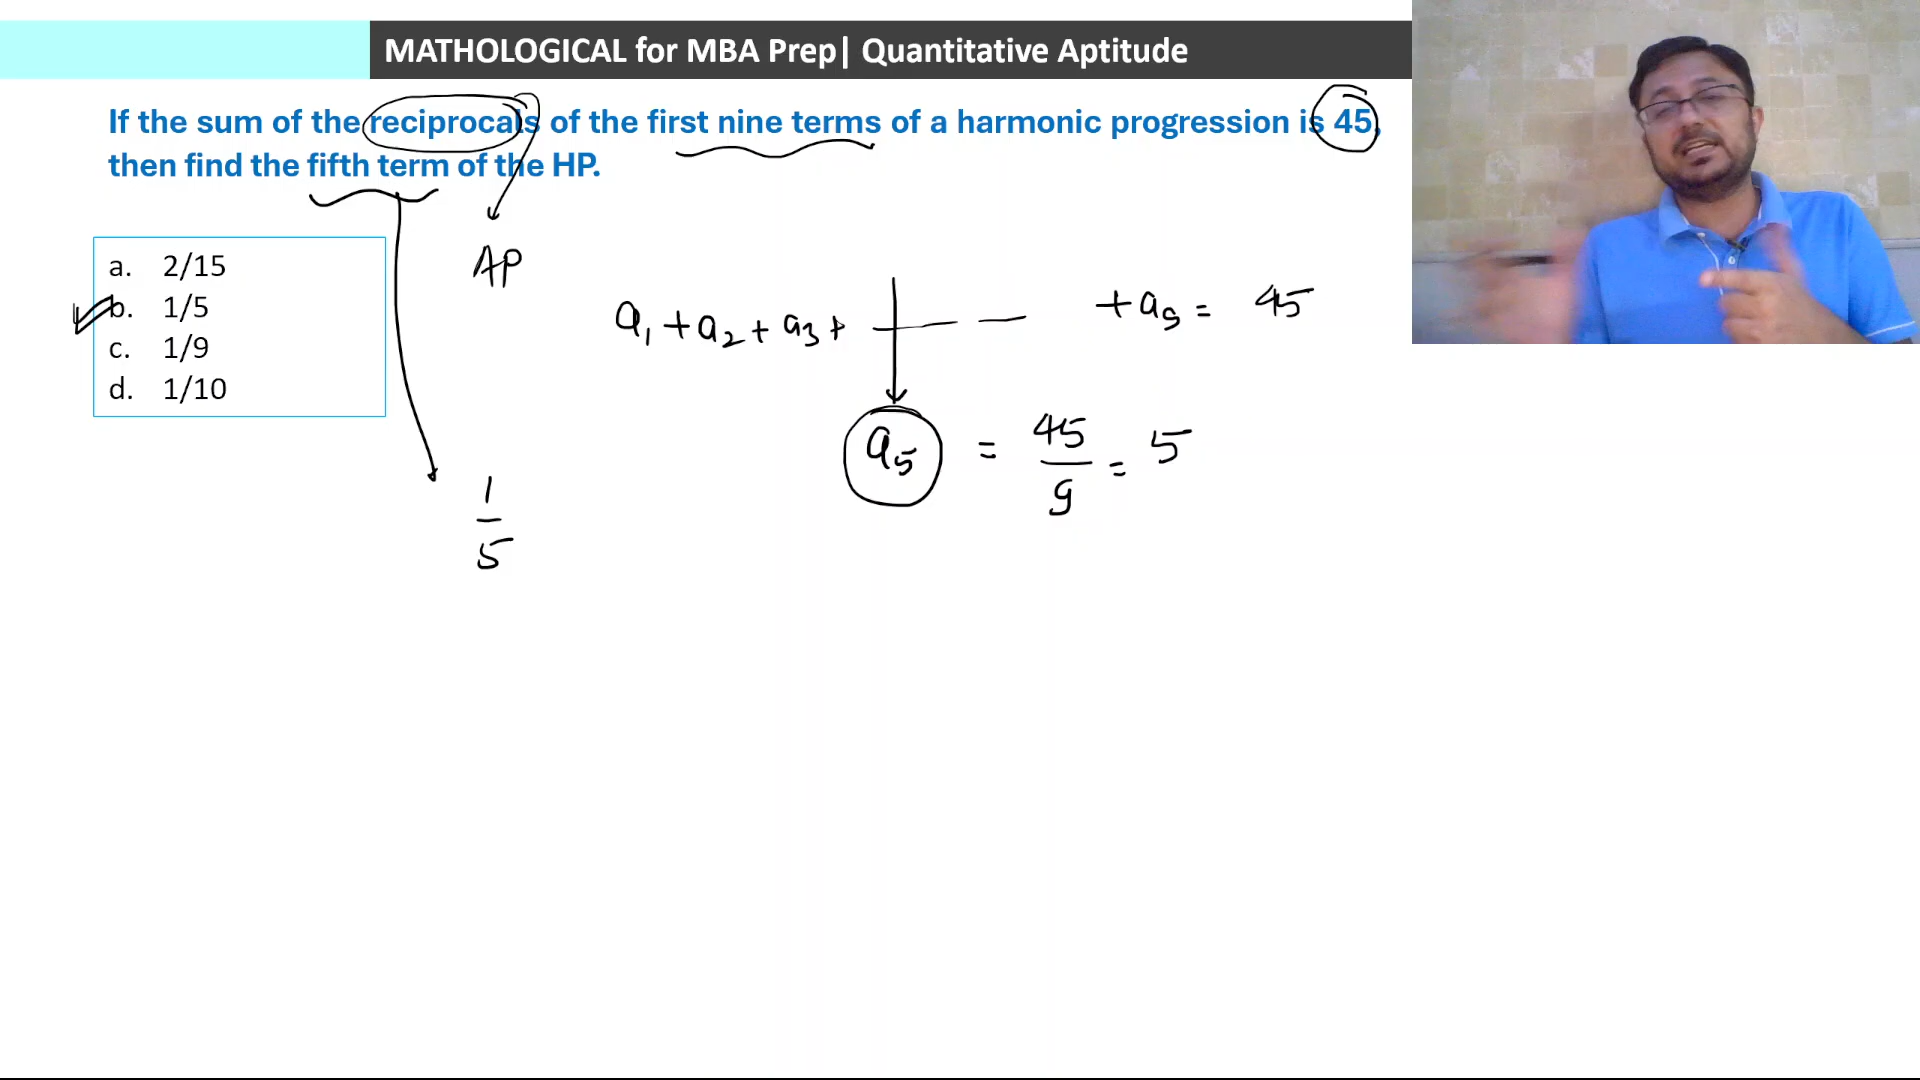 MATHOLOGICAL for MBA Prep| Quantitative Aptitude
If the sum of the reciprocals of the first nine terms of a harmonic progression is 45,
then find the fifth term of the HP.
a. 2/15
b. 1/5
c. 1/9
d. 1/10
AP
a₁ + a₂ + a₃ + — — + a₉ = 45
a₅ = 45/9 = 5
1/5